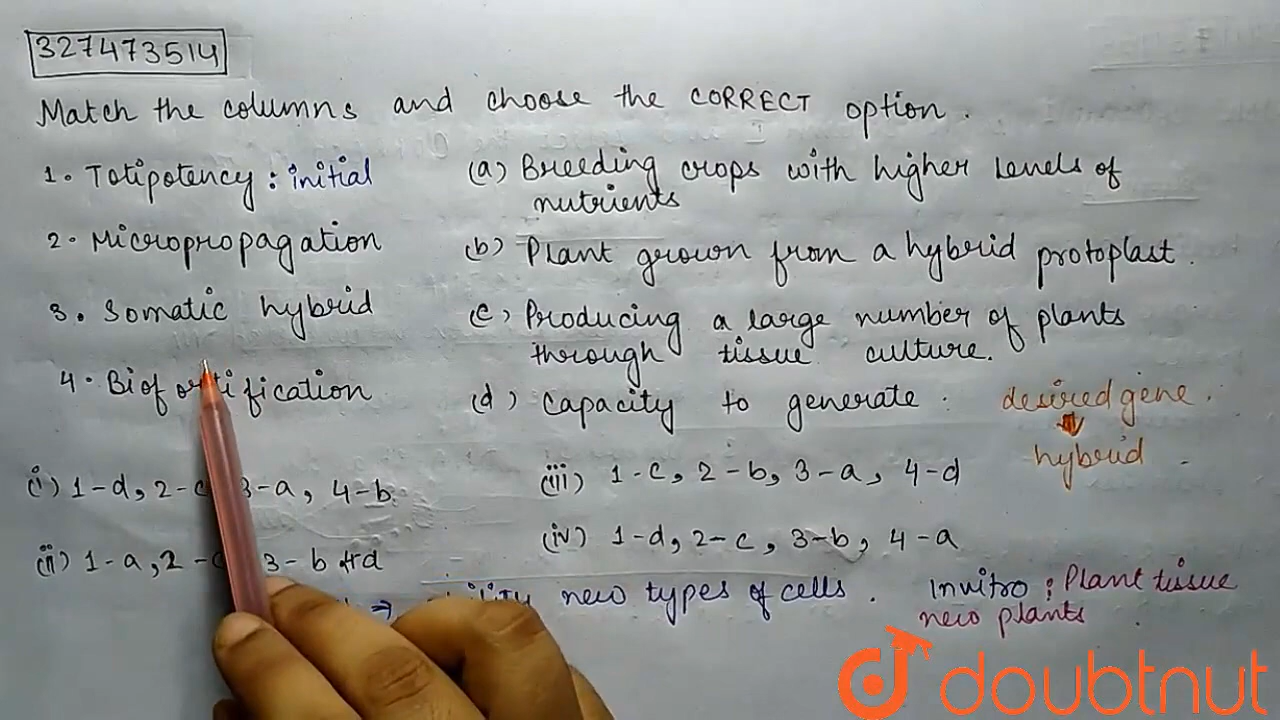 327473514
Match the columns and choose the CORRECT option.
1. Totipotency : initial
(a) Breeding crops with higher levels of
nutrients
2. Micropropagation
(b) Plant grown from a hybrid protoplast.
3. Somatic hybrid
(c) Producing a large number of plants
through tissue culture.
4. Biofortification
(d) capacity to generate.
desired gene.
hybrid
(i) 1-d, 2-c, 3-a, 4-b.
(iii) 1-c, 2-b, 3-a, 4-d
(ii) 1-a, 2-c, 3-b
(iv) 1-d, 2-c, 3-b, 4-a
new types of cells.
Invitro : Plant tissue
new plants
doubtnut